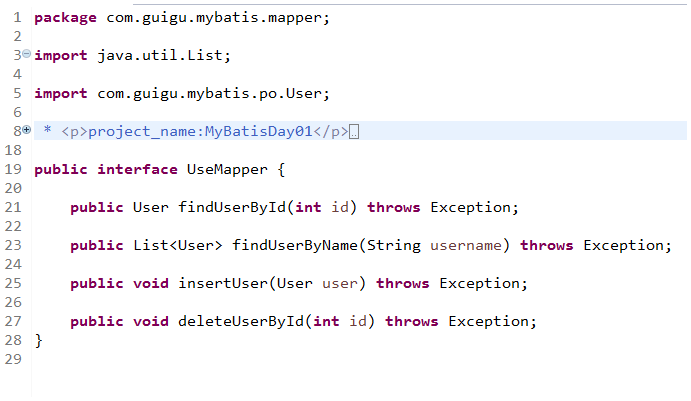 1 package com.guigu.mybatis.mapper;
2
3 import java.util.List;
4
5 import com.guigu.mybatis.po.User;
6
8 * <p>project_name:MyBatisDay01</p>..
18
19 public interface UseMapper {
20
21 public User findUserById(int id) throws Exception;
22
23 public List<User> findUserByName(String username) throws Exception;
24
25 public void insertUser(User user) throws Exception;
26
27 public void deleteUserById(int id) throws Exception;
28 }
29